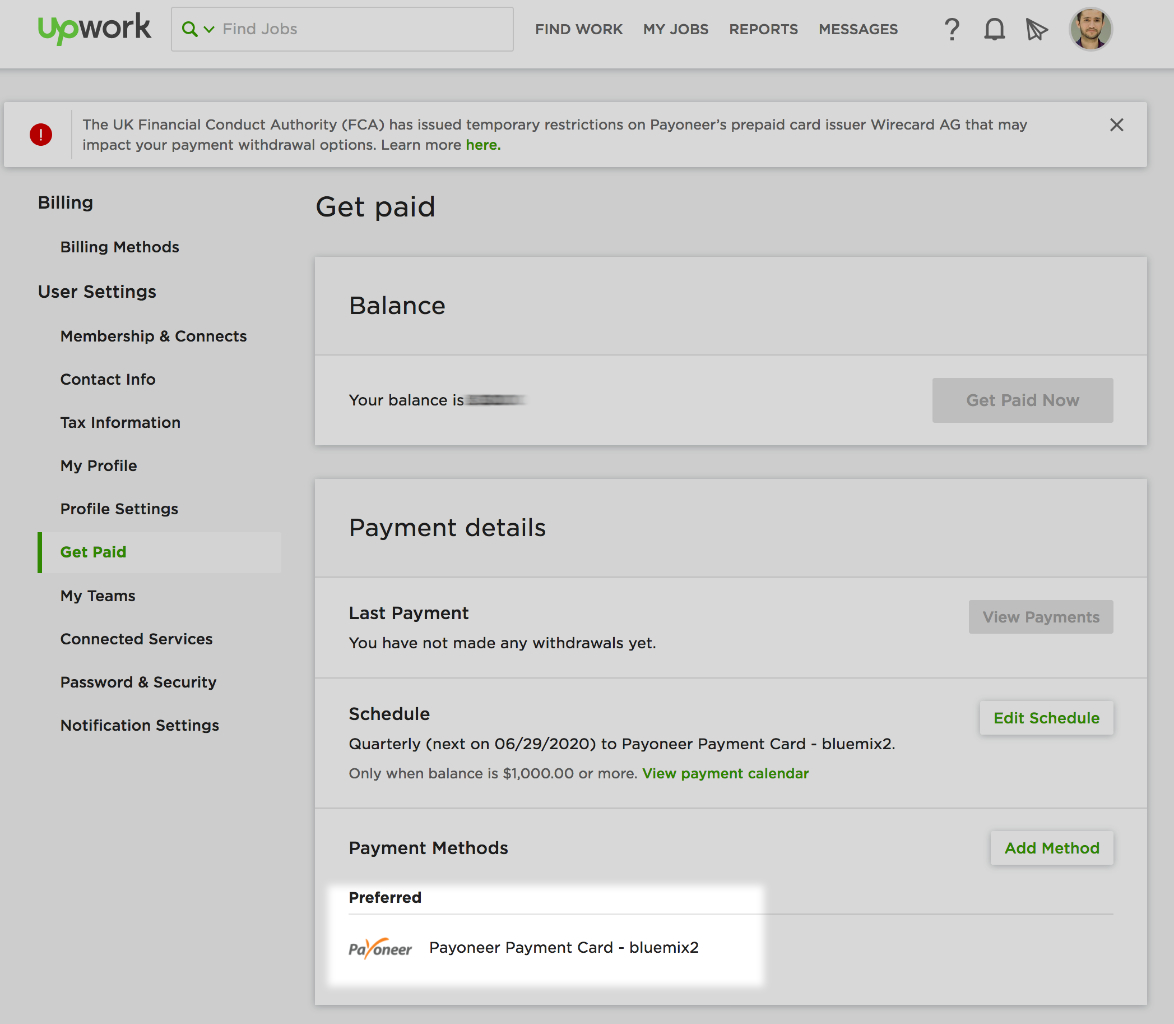 upwork
Find Jobs
FIND WORK
MY JOBS
REPORTS
MESSAGES
?
!
The UK Financial Conduct Authority (FCA) has issued temporary restrictions on Payoneer's prepaid card issuer Wirecard AG that may
impact your payment withdrawal options. Learn more here.
Billing
Billing Methods
User Settings
Membership & Connects
Contact Info
Tax Information
My Profile
Profile Settings
Get Paid
My Teams
Connected Services
Password & Security
Notification Settings
Get paid
Balance
Your balance is
Get Paid Now
Payment details
Last Payment
You have not made any withdrawals yet.
View Payments
Schedule
Quarterly (next on 06/29/2020) to Payoneer Payment Card - bluemix2.
Only when balance is $1,000.00 or more. View payment calendar
Edit Schedule
Payment Methods
Add Method
Preferred
Payoneer
Payoneer Payment Card - bluemix2